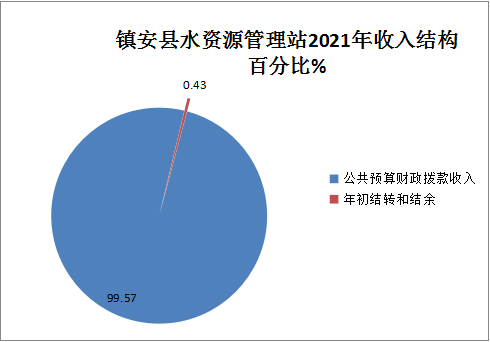 镇安县水资源管理站2021年收入结构
百分比%
0.43
公共预算财政拨款收入
年初结转和结余
99.57